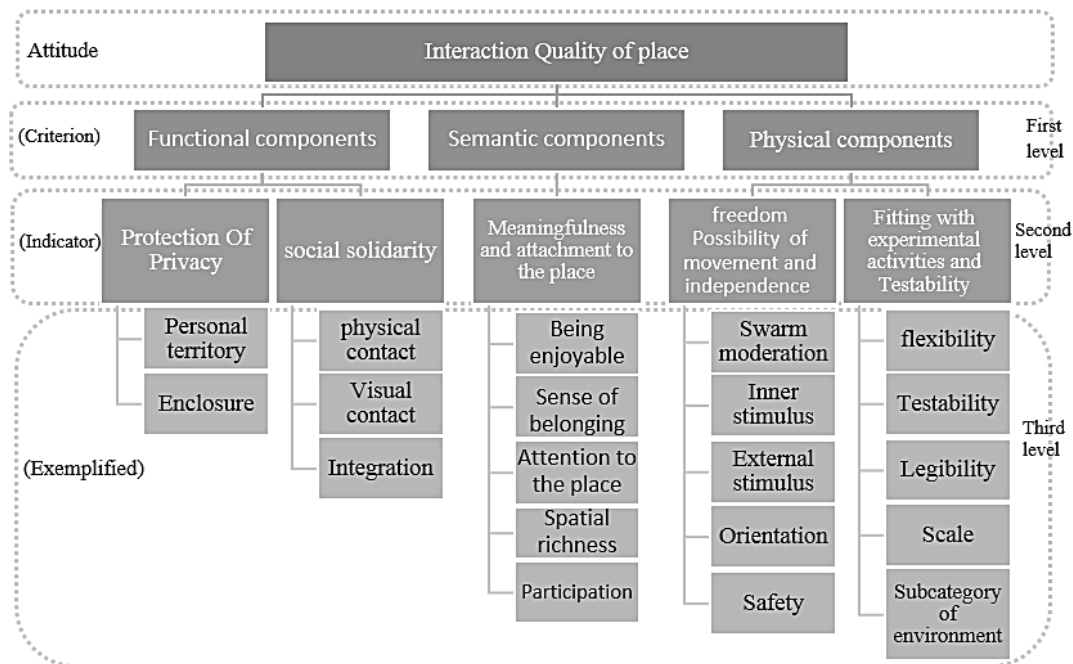 Attitude
Interaction Quality of place
(Criterion)
Functional components
Semantic components
Physical components
First
level
(Indicator)
Protection Of
Privacy
social solidarity
Meaningfulness
and attachment to
the place
freedom
Possibility of
movement and
independence
Fitting with
experimental
activities and
Testability
Second
level
(Exemplified)
Personal
territory
Enclosure
physical
contact
Visual
contact
Integration
Being
enjoyable
Sense of
belonging
Attention to
the place
Spatial
richness
Participation
Swarm
moderation
Inner
stimulus
External
stimulus
Orientation
Safety
flexibility
Testability
Legibility
Scale
Subcategory
of
environment
Third
level